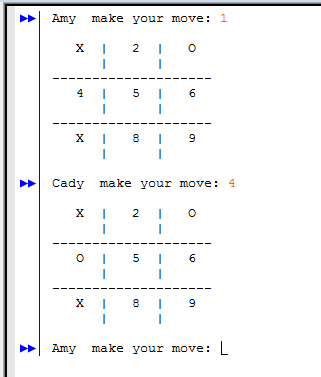 Amy  make your move: 1
X | 2 | O
| |
--------------------
4 | 5 | 6
| |
--------------------
X | 8 | 9
| |
Cady  make your move: 4
X | 2 | O
| |
--------------------
O | 5 | 6
| |
--------------------
X | 8 | 9
| |
Amy  make your move: